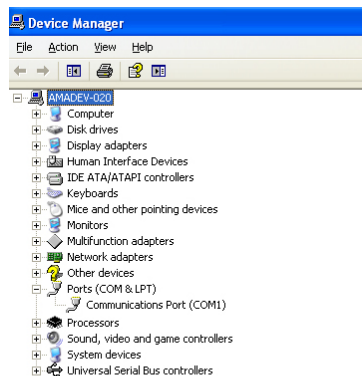 Device Manager
File Action View Help
AMADEV-020
Computer
Disk drives
Display adapters
Human Interface Devices
IDE ATA/ATAPI controllers
Keyboards
Mice and other pointing devices
Monitors
Multifunction adapters
Network adapters
Other devices
Ports (COM & LPT)
Communications Port (COM1)
Processors
Sound, video and game controllers
System devices
Universal Serial Bus controllers